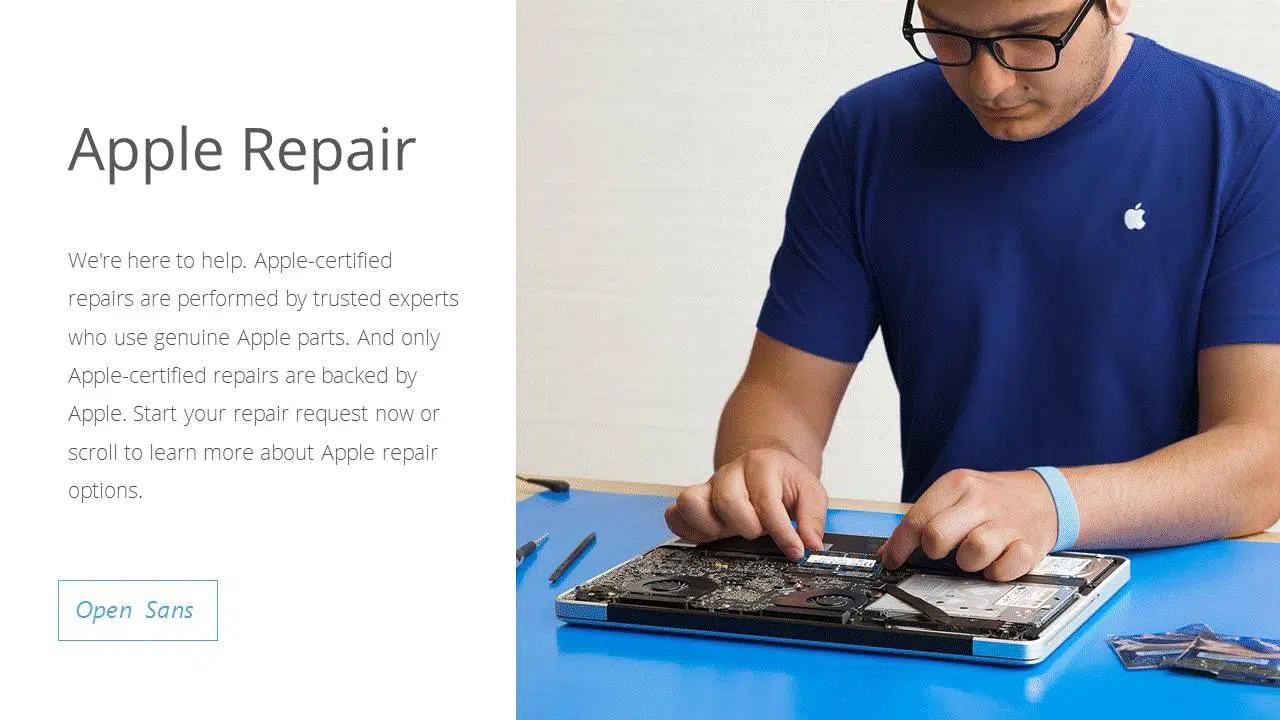 Apple Repair
We're here to help. Apple-certified
repairs are performed by trusted experts
who use genuine Apple parts. And only
Apple-certified repairs are backed by
Apple. Start your repair request now or
scroll to learn more about Apple repair
options.
Open Sans